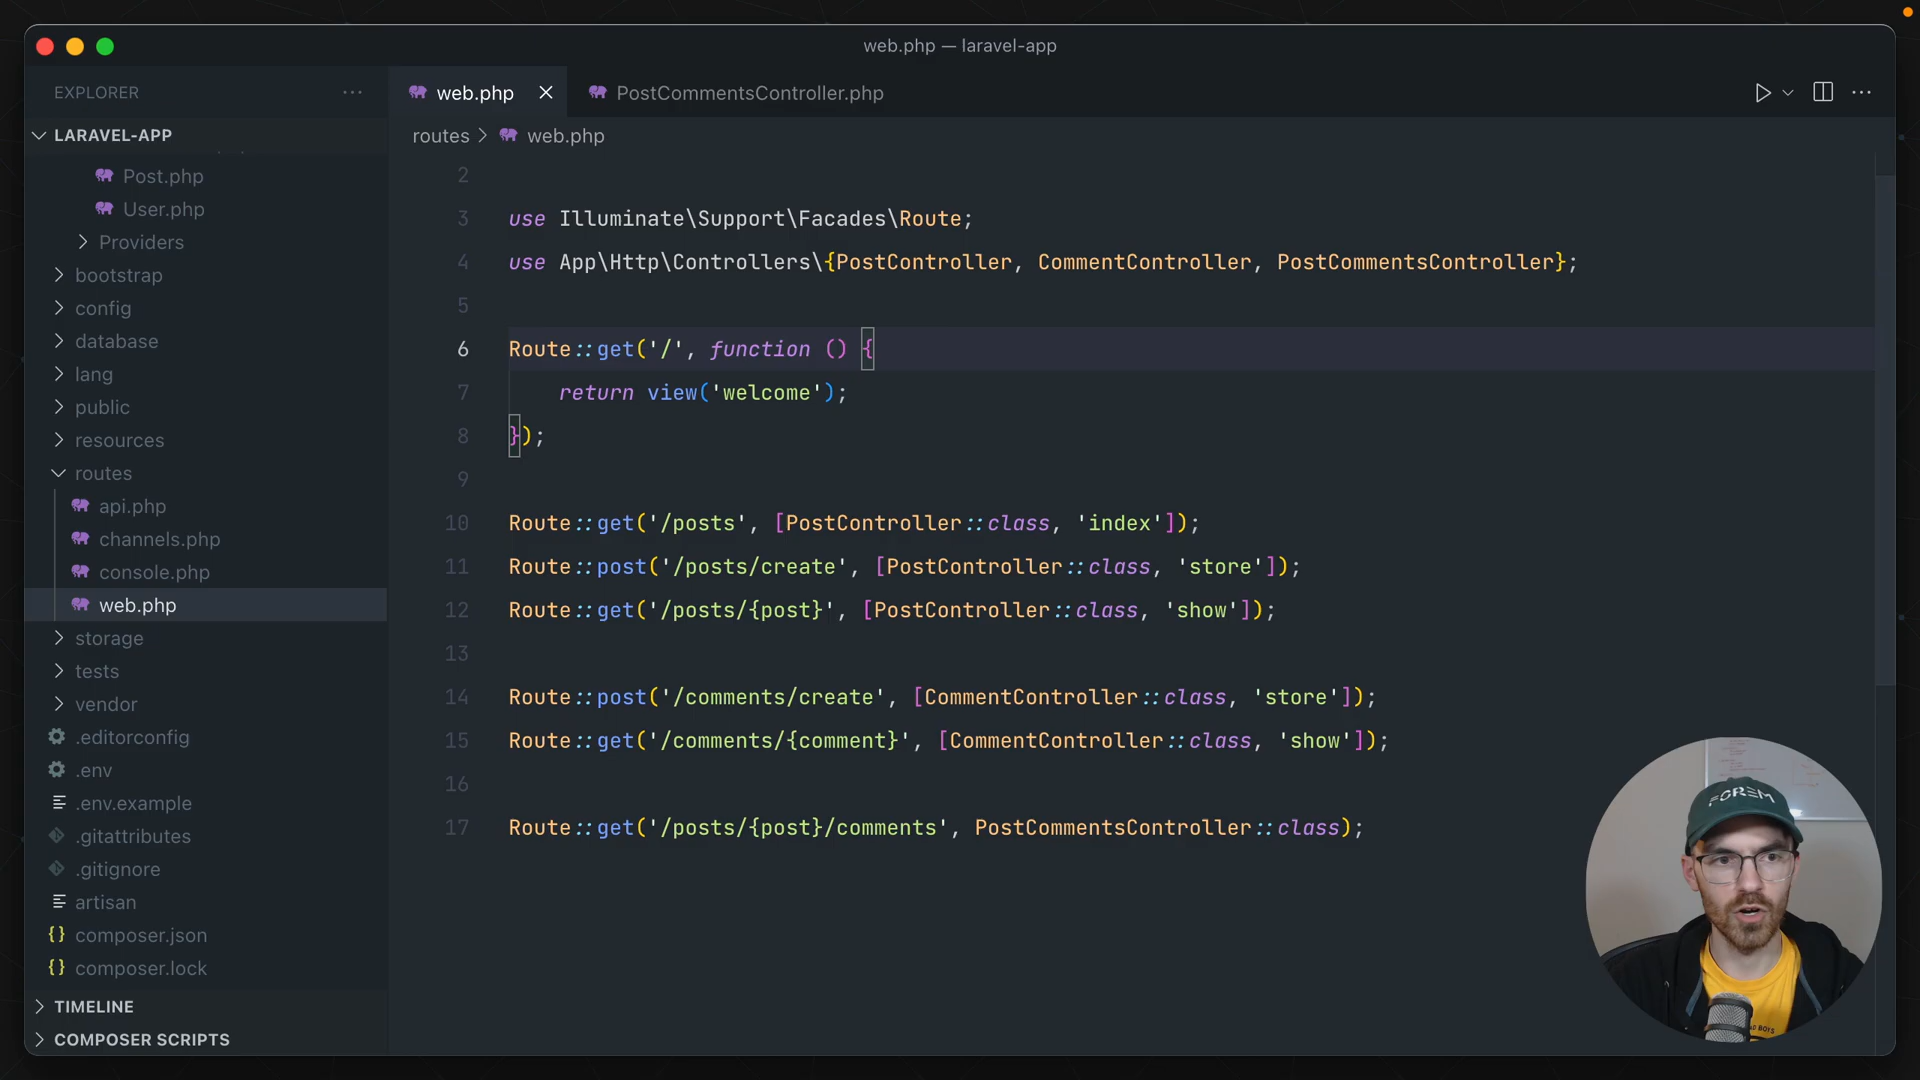 web.php — laravel-app
EXPLORER
web.php
PostCommentsController.php
LARAVEL-APP
routes
web.php
Post.php
User.php
Providers
bootstrap
config
database
lang
public
resources
routes
api.php
channels.php
console.php
web.php
storage
tests
vendor
.editorconfig
.env
.env.example
.gitattributes
.gitignore
artisan
composer.json
composer.lock
TIMELINE
COMPOSER SCRIPTS
2
3 use Illuminate\Support\Facades\Route;
4 use App\Http\Controllers\{PostController, CommentController, PostCommentsController};
5
6 Route::get('/', function () {
7     return view('welcome');
8 });
9
10 Route::get('/posts', [PostController::class, 'index']);
11 Route::post('/posts/create', [PostController::class, 'store']);
12 Route::get('/posts/{post}', [PostController::class, 'show']);
13
14 Route::post('/comments/create', [CommentController::class, 'store']);
15 Route::get('/comments/{comment}', [CommentController::class, 'show']);
16
17 Route::get('/posts/{post}/comments', PostCommentsController::class);
FOREM
BOYS